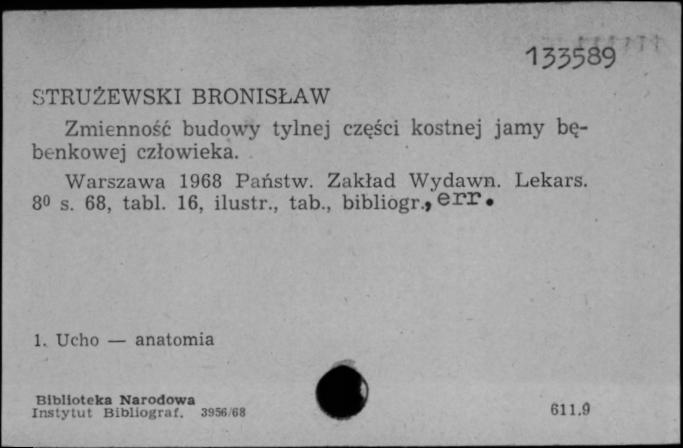 133589
STRUŻEWSKI BRONISŁAW
Zmienność budowy tylnej części kostnej jamy bę-
benkowej człowieka.
Warszawa 1968 Państw. Zakład Wydawn. Lekars.
8⁰ s. 68, tabl. 16, ilustr., tab., bibliogr., err.
1. Ucho — anatomia
Biblioteka Narodowa
Instytut Bibliograf. 3956/68
611.9